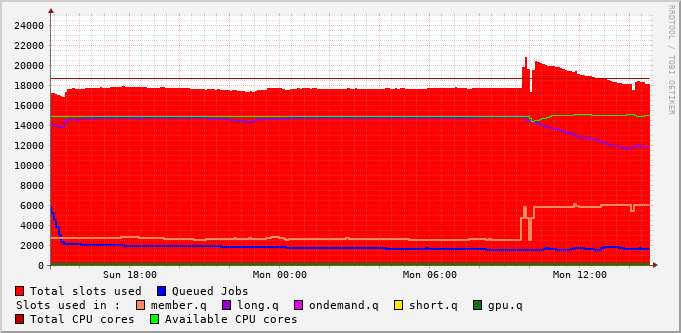 RRDTOOL / TOBI OETIKER
24000
22000
20000
18000
16000
14000
12000
10000
8000
6000
4000
2000
0
Sun 18:00 Mon 00:00 Mon 06:00 Mon 12:00
Total slots used Queued Jobs
Slots used in : member.q long.q ondemand.q short.q gpu.q
Total CPU cores Available CPU cores